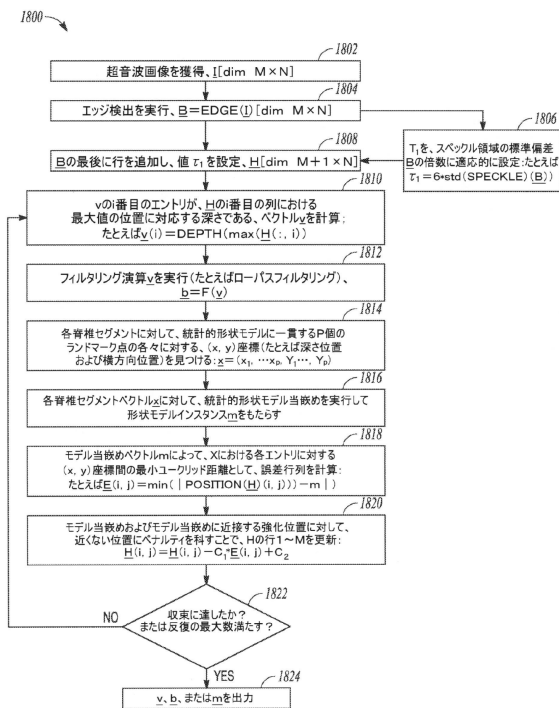 1800
1802
超音波画像を獲得、I[dim M×N]
1804
エッジ検出を実行、B=EDGE(I)[dim M×N]
1806
T₁を、スペックル領域の標準偏差
Bの倍数に適応的に設定:たとえば
τ₁=6*std(SPECKLE)(B))
1808
Bの最後に行を追加し、値τ₁を設定、H[dim M+1×N]
1810
vのi番目のエントリが、Hのi番目の列における
最大値の位置に対応する深さである、ベクトルvを計算;
たとえばv(i)=DEPTH(max(H(:,i))
1812
フィルタリング演算vを実行(たとえばローパスフィルタリング)、
b=F(v)
1814
各脊椎セグメントに対して、統計的形状モデルに一貫するP個の
ランドマーク点の各々に対する、(x, y)座標(たとえば深さ位置
および横方向位置)を見つける:x=(x₁, …xₚ, Y₁…, Yₚ)
1816
各脊椎セグメントベクトルxに対して、統計的形状モデル当嵌めを実行して
形状モデルインスタンスmをもたらす
1818
モデル当嵌めベクトルmによって、Xにおける各エントリに対する
(x, y)座標間の最小ユークリッド距離として、誤差行列を計算:
たとえばE(i, j)=min(|POSITION(H)(i, j)))−m|)
1820
モデル当嵌めおよびモデル当嵌めに近接する強化位置に対して、
近くない位置にペナルティを科すことで、Hの行1~Mを更新:
H(i, j)=H(i, j)−C₁*E(i, j)+C₂
1822
収束に達したか?
または反復の最大数満たす?
NO
YES
1824
v、b、またはmを出力